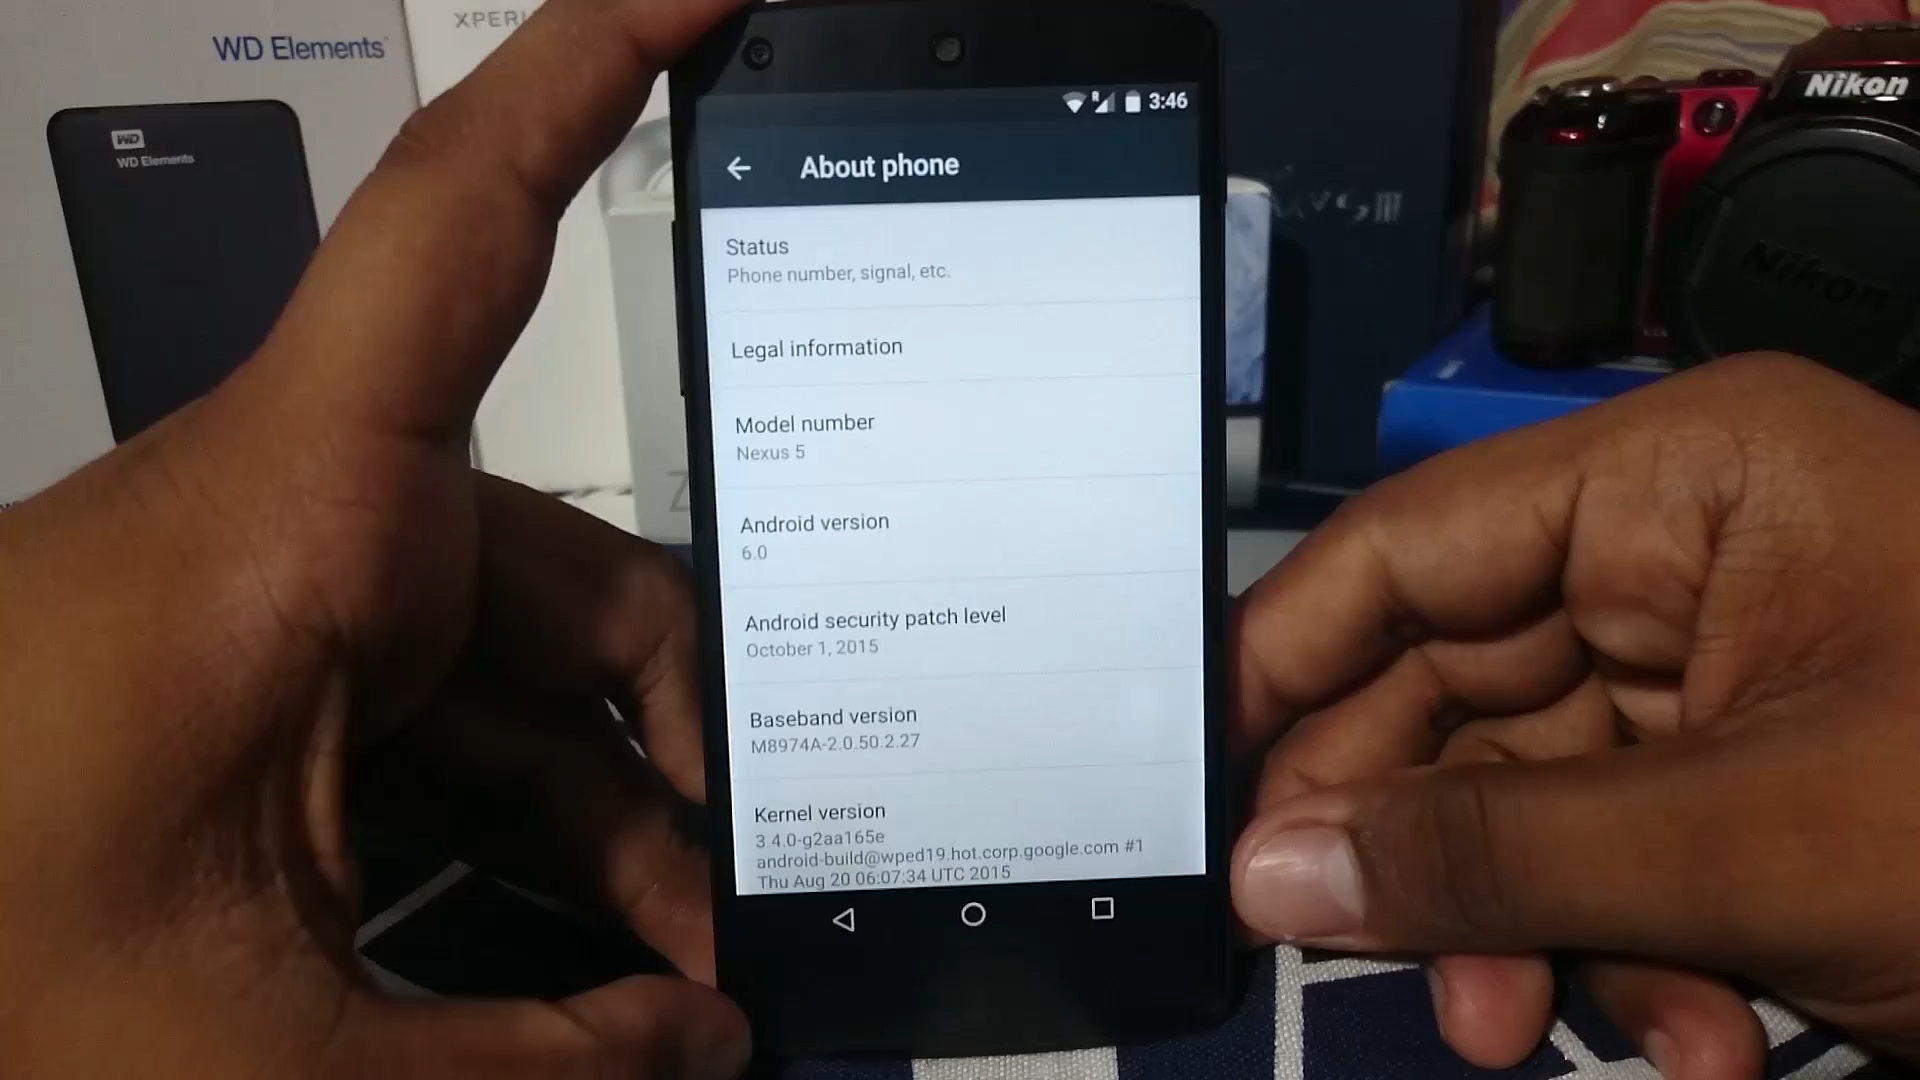 WD Elements
WD
WD Elements
XPERI
3:46
About phone
Status
Phone number, signal, etc.
Legal information
Model number
Nexus 5
Android version
6.0
Android security patch level
October 1, 2015
Baseband version
M8974A-2.0.50.2.27
Kernel version
3.4.0-g2aa165e
android-build@wped19.hot.corp.google.com #1
Thu Aug 20 06:07:34 UTC 2015
Nikon
Nikon